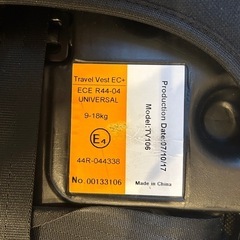 Travel Vest EC+
ECE R44-04
UNIVERSAL
9-18kg
E4
44R-044338
No. 00133106
Production Date:07/10/17
Model:TV106
Made in China